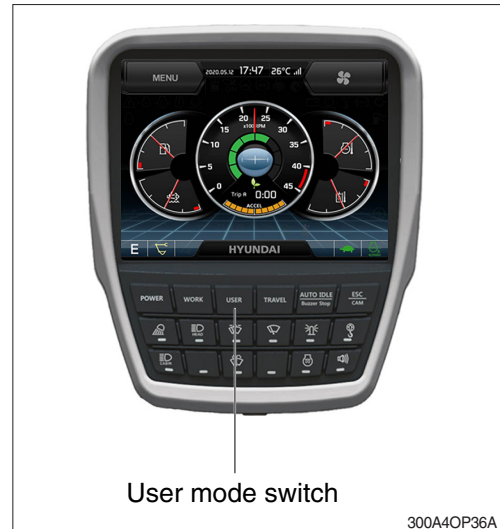 MENU
2020.05.12 17:47 26°C
x100 RPM
0 5 10 15 20 25 30 35 40 45
Trip R 0:00
ACCEL
E
HYUNDAI
POWER
WORK
USER
TRAVEL
AUTO IDLE
Buzzer Stop
ESC
CAM
HEAD
CABIN
User mode switch
300A4OP36A